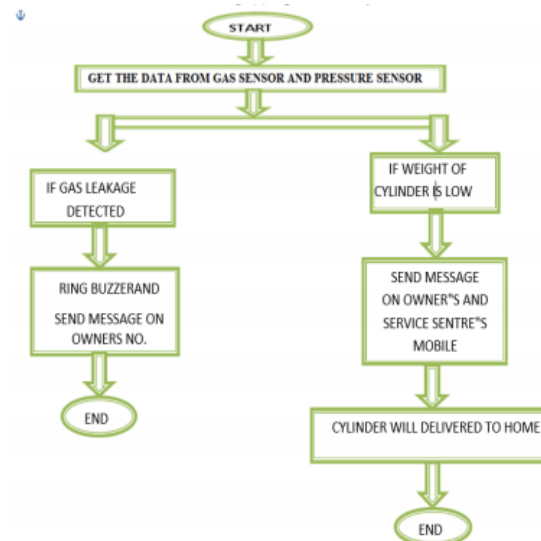 START
GET THE DATA FROM GAS SENSOR AND PRESSURE SENSOR
IF GAS LEAKAGE
DETECTED
RING BUZZERAND
SEND MESSAGE ON
OWNERS NO.
END
IF WEIGHT OF
CYLINDER IS LOW
SEND MESSAGE
ON OWNER"S AND
SERVICE SENTRE"S
MOBILE
CYLINDER WILL DELIVERED TO HOME
END